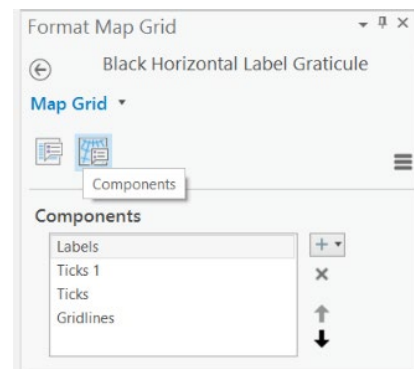 Format Map Grid
Black Horizontal Label Graticule
Map Grid
Components
Components
Labels
Ticks 1
Ticks
Gridlines